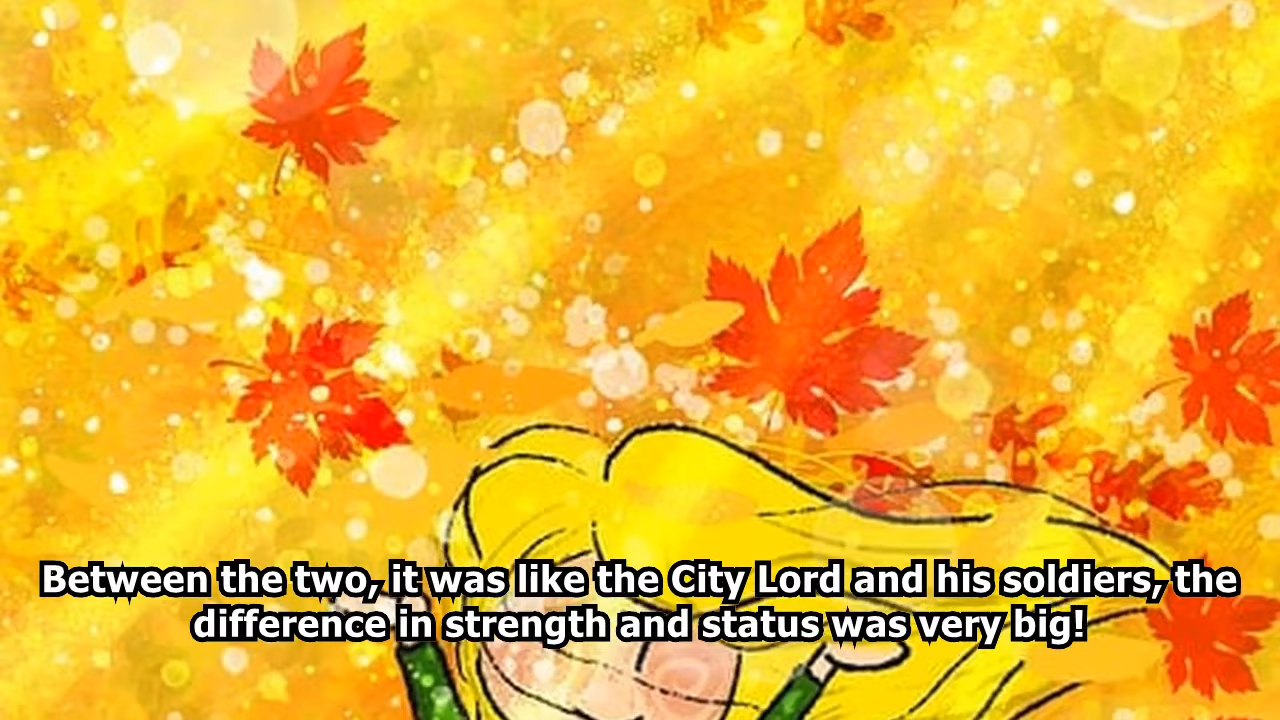 Between the two, it was like the City Lord and his soldiers, the
difference in strength and status was very big!